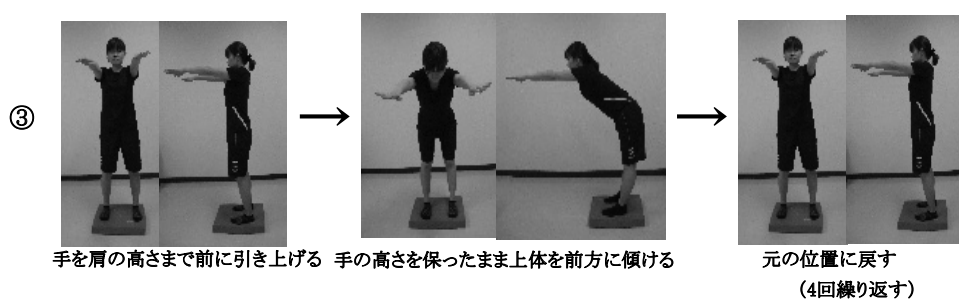 ③
手を肩の高さまで前に引き上げる
手の高さを保ったまま上体を前方に傾ける
元の位置に戻す
（4回繰り返す）